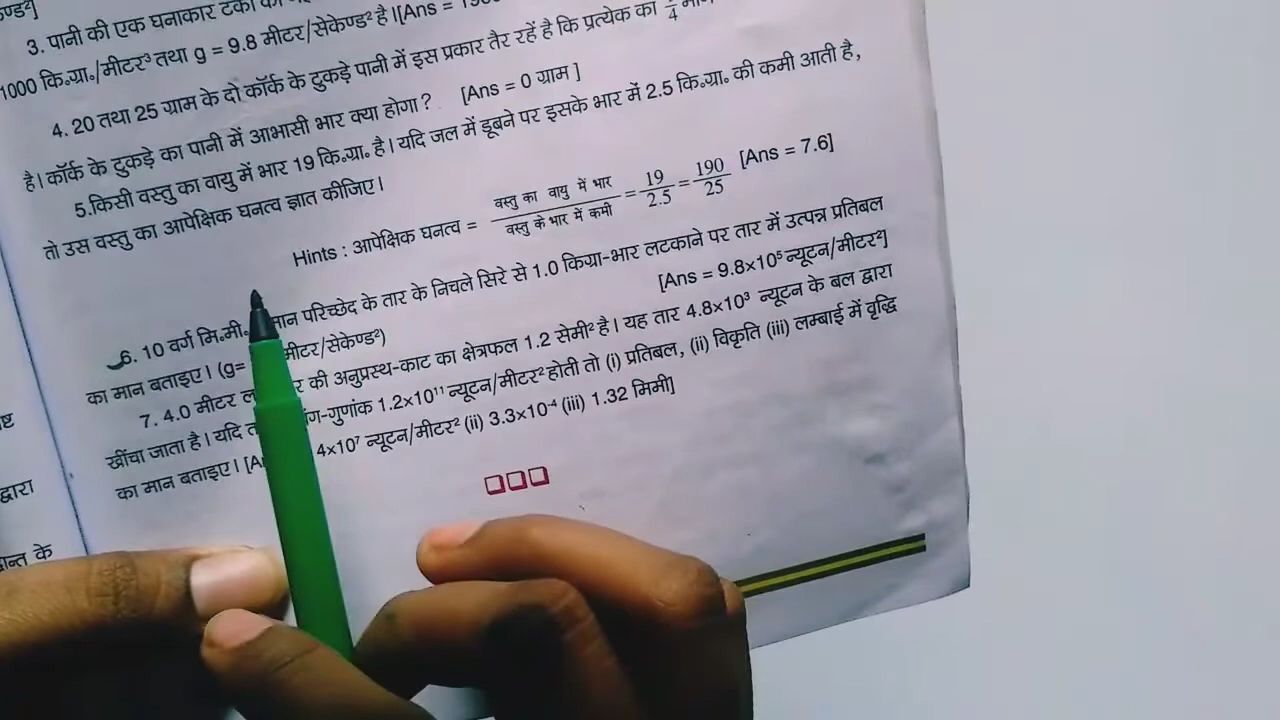 ण्ड²]
3. पानी की एक घनाकार टंकी
1000 कि.ग्रा./मीटर³ तथा g = 9.8 मीटर/सेकेण्ड² है।[Ans =
4. 20 तथा 25 ग्राम के दो कॉर्क के टुकड़े पानी में इस प्रकार तैर रहें है कि प्रत्येक का
है। कॉर्क के टुकड़े का पानी में आभासी भार क्या होगा? [Ans = 0 ग्राम ]
5.किसी वस्तु का वायु में भार 19 कि.ग्रा. है। यदि जल में डूबने पर इसके भार में 2.5 कि.ग्रा. की कमी आती है,
तो उस वस्तु का आपेक्षिक घनत्व ज्ञात कीजिए।
Hints : आपेक्षिक घनत्व = वस्तु का वायु में भार / वस्तु के भार में कमी = 19/2.5 = 190/25 [Ans = 7.6]
6. 10 वर्ग मि.मी. मान परिच्छेद के तार के निचले सिरे से 1.0 किग्रा-भार लटकाने पर तार में उत्पन्न प्रतिबल
का मान बताइए। (g= मीटर/सेकेण्ड²) [Ans = 9.8×10⁵ न्यूटन/मीटर²]
7. 4.0 मीटर ल र की अनुप्रस्थ-काट का क्षेत्रफल 1.2 सेमी² है। यह तार 4.8×10³ न्यूटन के बल द्वारा
खींचा जाता है। यदि त ंग-गुणांक 1.2×10¹¹ न्यूटन/मीटर² होती तो (i) प्रतिबल, (ii) विकृति (iii) लम्बाई में वृद्धि
का मान बताइए। [A 4×10⁷ न्यूटन/मीटर² (ii) 3.3×10⁻⁴ (iii) 1.32 मिमी]
द्वारा
न्त के